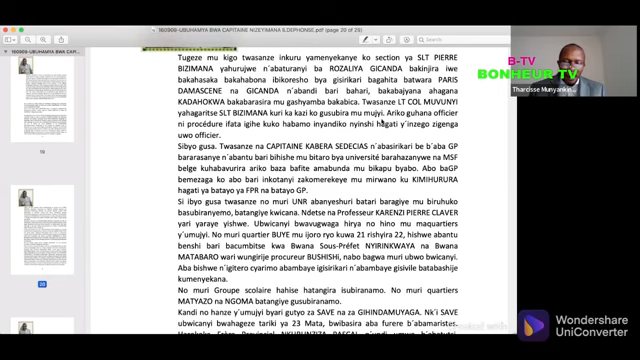 160909-UBUHAMYA BWA CAPITAINE NIZEYIMANA ILDEPHONSE.pdf (page 20 of 29)
160909-UBUHAMYA BWA CAPI...
Search
B-TV
BONHEUR TV
Tharcisse Munyankin...
Tugeze mu kigo twasanze inkuru yamenyekanye ko section ya SLT PIERRE
BIZIMANA yahurujwe n´abaturanyi ba ROZALIYA GICANDA bakinjira iwe
bakahasaka bakahabona ibikoresho bya gisirikari bagahita batwara PARIS
DAMASCENE na GICANDA n´abandi bari bahari, bakabajyana ahagana
KADAHOKWA bakabarasira mu gashyamba bakabica. Twasanze LT COL MUVUNYI
yahagaritse SLT BIZIMANA kuri ka kazi ko gusubira mu mujyi. Ariko guhana officier
ni procédure ifata igihe kuko habamo inyandiko nyinshi hagati y´inzego zigenga
uwo officier.
Sibyo gusa. Twasanze na CAPITAINE KABERA SEDECIAS n´abasirikari be b´aba GP
bararasanye n´abantu bari bihishe mu bitaro bya université barahazanywe na MSF
belge kuhabavurira ariko baza bafite amabunda mu bikapu byabo. Abo baGP
bemezaga ko abo bari inkotanyi zakomerekeye mu mirwano ku KIMIHURURA
hagati ya batayo ya FPR na batayo GP.
Si ibyo gusa twasanze no muri UNR abanyeshuri batari baragiye mu biruhuko
basubiranyemo, batangiye kwicana. Ndetse na Professeur KARENZI PIERRE CLAVER
yari yaraye yishwe. Ubwicanyi bwavugwaga hirya no hino mu maquartiers
y´umujyi. No muri quartier BUYE mu ijoro ryo kuwa 21 rishyira 22, hishwe abantu
benshi bari bacumbitse kwa Bwana Sous-Préfet NYIRINKWAYA na Bwana
MATABARO wari wungirije procureur BUSHISHI, nabo bagwa muri ubwo bwicanyi.
Aba bishwe n´igitero cyarimo abambaye igisirikari n´abambaye gisivile batabashije
kumenyekana.
No muri Groupe scolaire hahise hatangira isubiranamo. No muri quartiers
MATYAZO na NGOMA batangiye gusubiranamo.
Kandi no hanze y´umujyi byari gutyo za SAVE na za GIHINDAMUYAGA. Nk´i SAVE
ubwicanyi bwahageze tariki ya 23 Mata, bwibasira aba furere b´abamaristes.
19
20
Wondershare
UniConverter